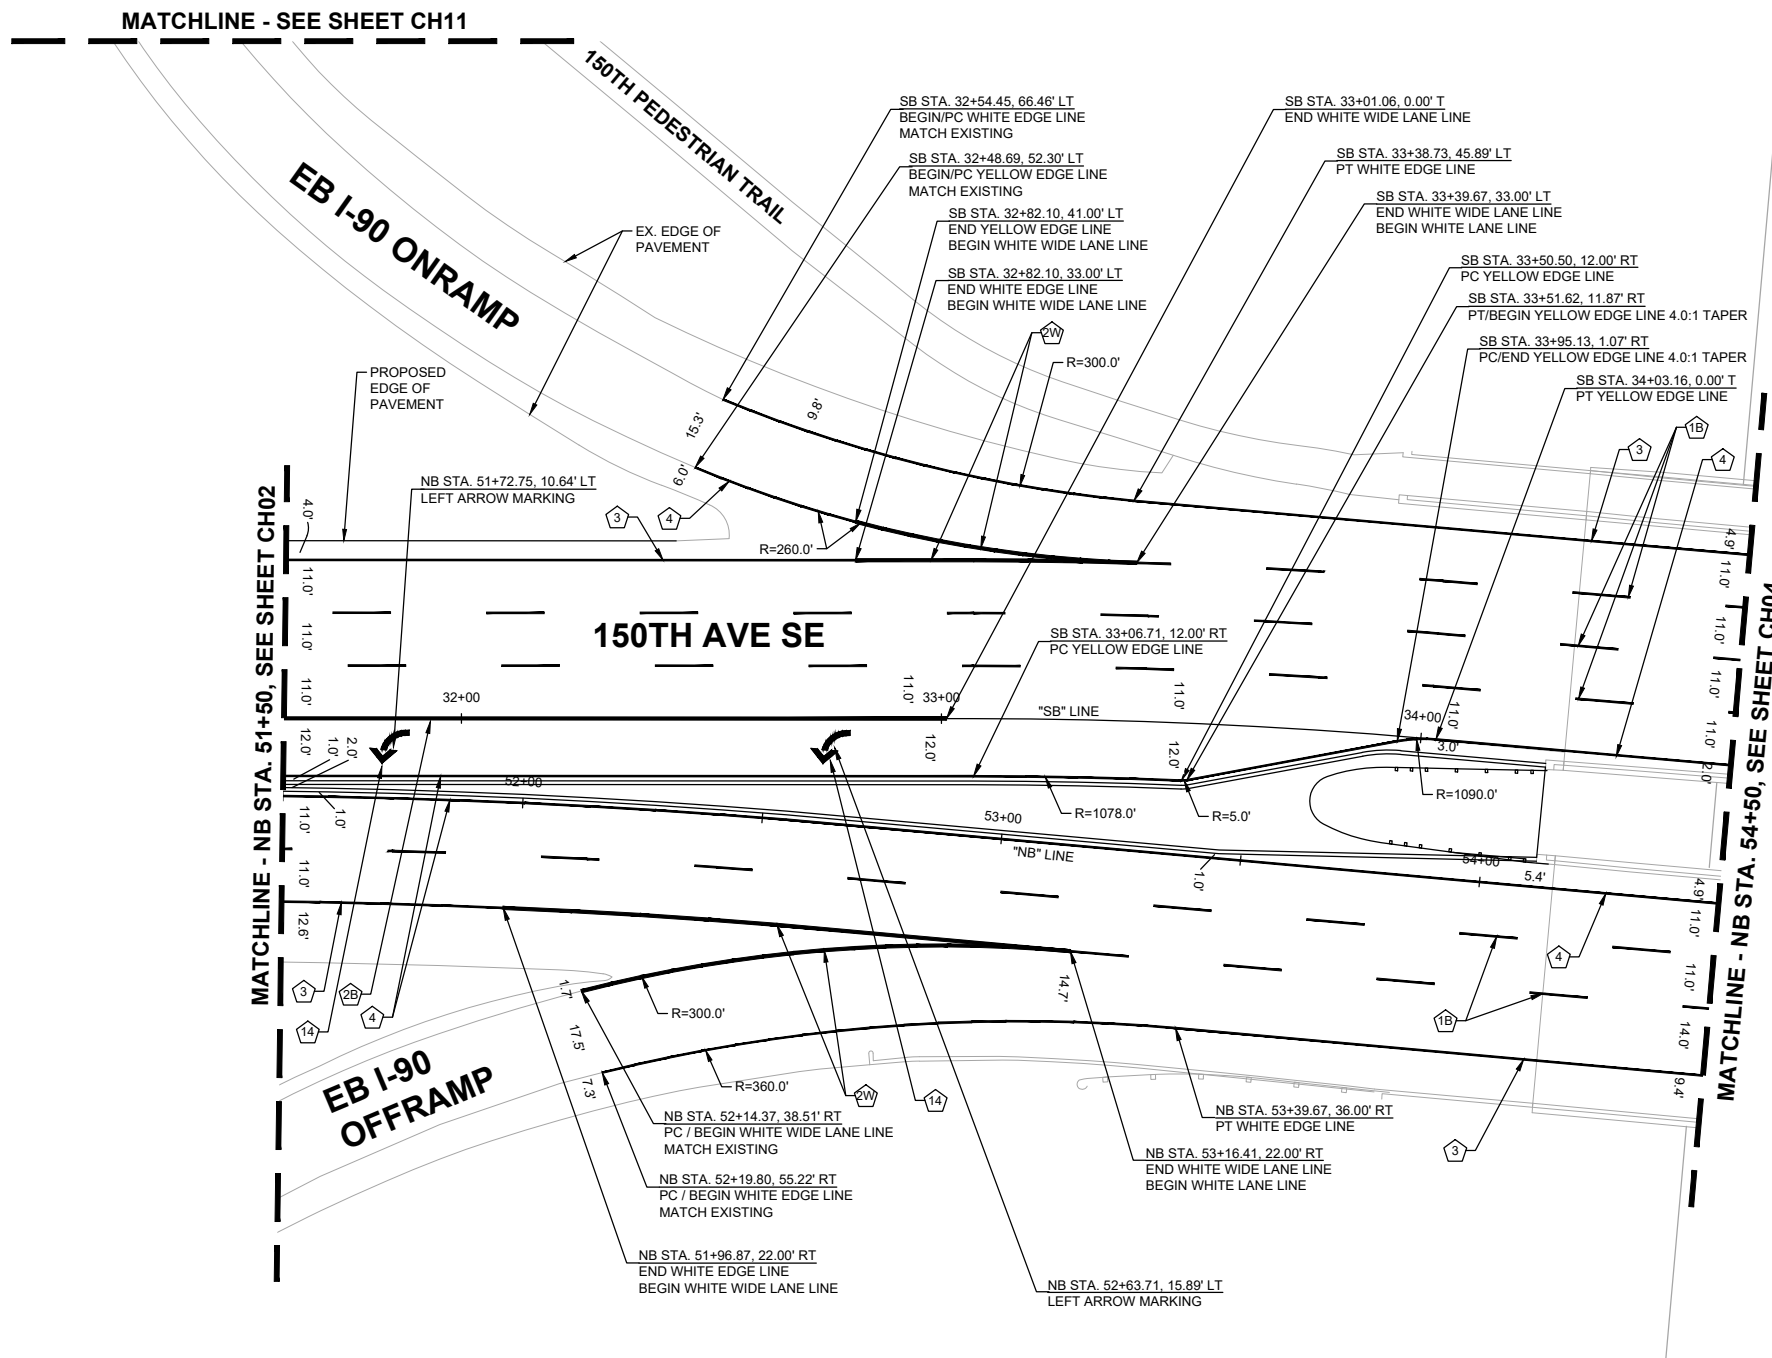 MATCHLINE - SEE SHEET CH11
150TH PEDESTRIAN TRAIL
EB I-90 ONRAMP
EX. EDGE OF
PAVEMENT
PROPOSED
EDGE OF
PAVEMENT
SB STA. 32+54.45, 66.46' LT
BEGIN/PC WHITE EDGE LINE
MATCH EXISTING
SB STA. 32+48.69, 52.30' LT
BEGIN/PC YELLOW EDGE LINE
MATCH EXISTING
SB STA. 32+82.10, 41.00' LT
END YELLOW EDGE LINE
BEGIN WHITE WIDE LANE LINE
SB STA. 32+82.10, 33.00' LT
END WHITE EDGE LINE
BEGIN WHITE WIDE LANE LINE
SB STA. 33+01.06, 0.00' T
END WHITE WIDE LANE LINE
SB STA. 33+38.73, 45.89' LT
PT WHITE EDGE LINE
SB STA. 33+39.67, 33.00' LT
END WHITE WIDE LANE LINE
BEGIN WHITE LANE LINE
SB STA. 33+50.50, 12.00' RT
PC YELLOW EDGE LINE
SB STA. 33+51.62, 11.87' RT
PT/BEGIN YELLOW EDGE LINE 4.0:1 TAPER
SB STA. 33+95.13, 1.07' RT
PC/END YELLOW EDGE LINE 4.0:1 TAPER
SB STA. 34+03.16, 0.00' T
PT YELLOW EDGE LINE
2W
R=300.0'
9.8'
15.3'
6.0'
1B
3
4
NB STA. 51+72.75, 10.64' LT
LEFT ARROW MARKING
3
4
R=260.0'
4.0'
11.0'
11.0'
11.0'
12.0'
1.0'
2.0'
1.0'
11.0'
11.0'
12.6'
MATCHLINE - NB STA. 51+50, SEE SHEET CH02
150TH AVE SE
SB STA. 33+06.71, 12.00' RT
PC YELLOW EDGE LINE
32+00
33+00
34+00
11.0'
12.0'
11.0'
12.0'
11.0'
3.0'
"SB" LINE
4.9'
11.0'
11.0'
11.0'
11.0'
2.0'
MATCHLINE - NB STA. 54+50, SEE SHEET CH04
52+00
53+00
54+00
"NB" LINE
R=1078.0'
R=5.0'
R=1090.0'
1.0'
5.4'
4.9'
11.0'
11.0'
14.0'
9.4'
4
1B
3
14.7'
1.7'
17.5'
7.3'
R=300.0'
R=360.0'
3
2B
14
4
2W
14
EB I-90
OFFRAMP
NB STA. 52+14.37, 38.51' RT
PC / BEGIN WHITE WIDE LANE LINE
MATCH EXISTING
NB STA. 52+19.80, 55.22' RT
PC / BEGIN WHITE EDGE LINE
MATCH EXISTING
NB STA. 51+96.87, 22.00' RT
END WHITE EDGE LINE
BEGIN WHITE WIDE LANE LINE
NB STA. 53+39.67, 36.00' RT
PT WHITE EDGE LINE
NB STA. 53+16.41, 22.00' RT
END WHITE WIDE LANE LINE
BEGIN WHITE LANE LINE
NB STA. 52+63.71, 15.89' LT
LEFT ARROW MARKING